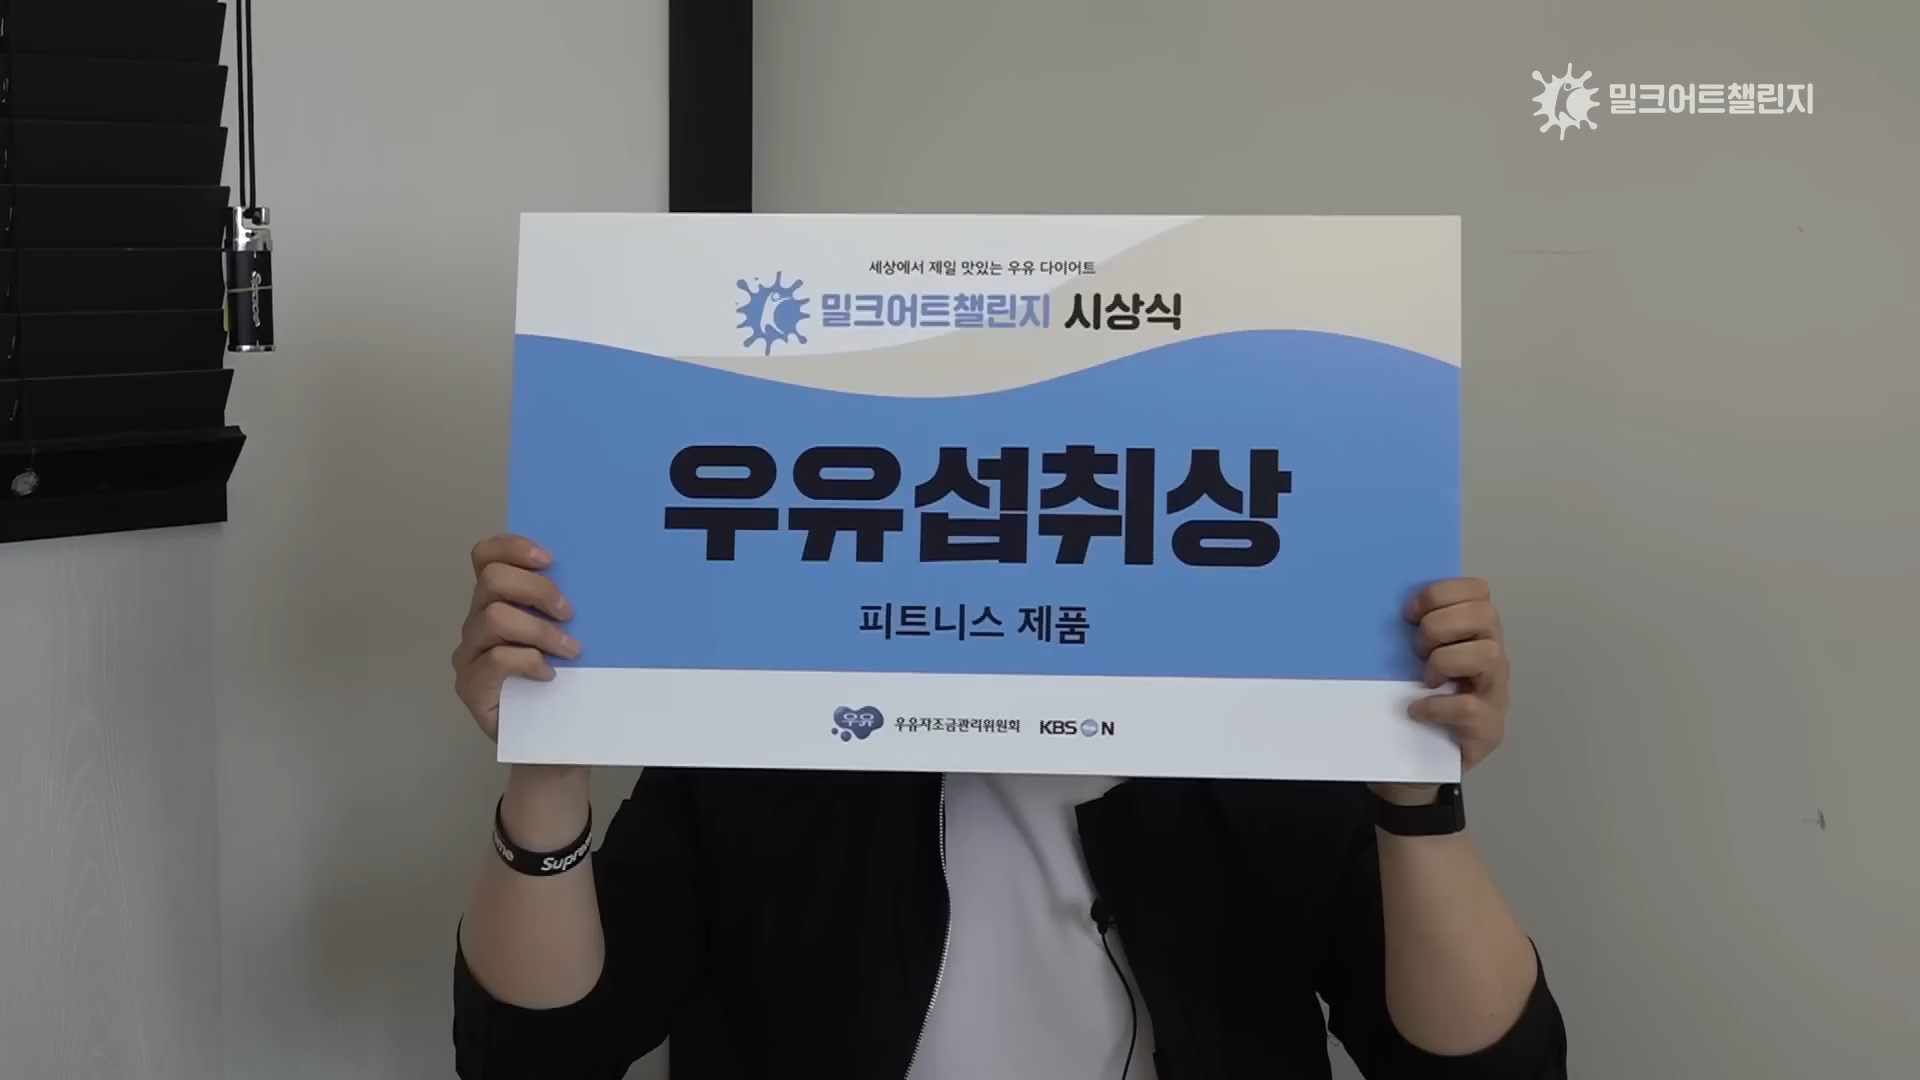 밀크어트챌린지
세상에서 제일 맛있는 우유 다이어트
밀크어트챌린지 시상식
우유섭취상
피트니스 제품
우유 우유자조금관리위원회 KBS N
Supreme